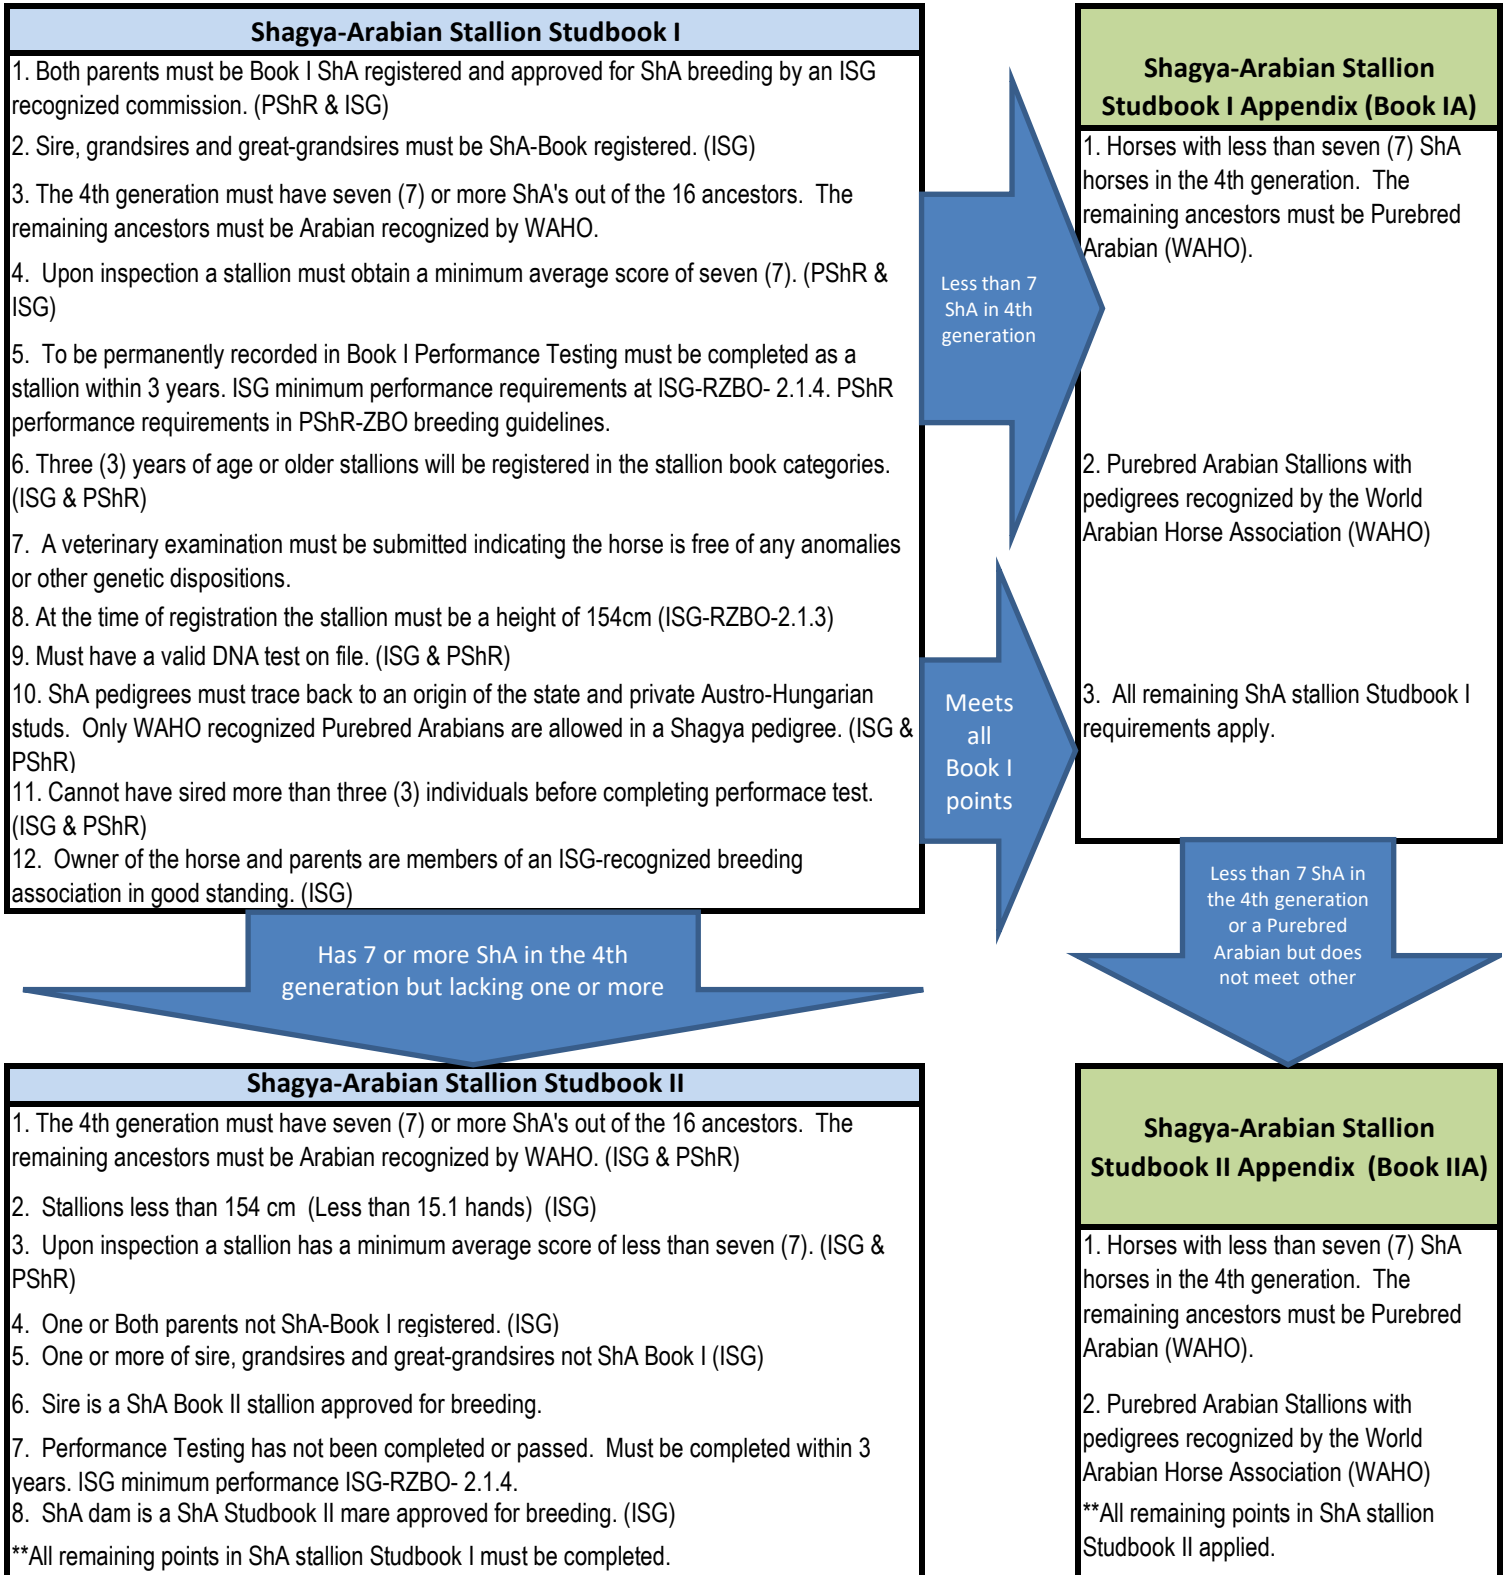 Shagya-Arabian Stallion Studbook I
1. Both parents must be Book I ShA registered and approved for ShA breeding by an ISG
recognized commission. (PShR & ISG)
2. Sire, grandsires and great-grandsires must be ShA-Book registered. (ISG)
3. The 4th generation must have seven (7) or more ShA's out of the 16 ancestors.  The
remaining ancestors must be Arabian recognized by WAHO.
4.  Upon inspection a stallion must obtain a minimum average score of seven (7). (PShR &
ISG)
5.  To be permanently recorded in Book I Performance Testing must be completed as a
stallion within 3 years. ISG minimum performance requirements at ISG-RZBO- 2.1.4. PShR
performance requirements in PShR-ZBO breeding guidelines.
6. Three (3) years of age or older stallions will be registered in the stallion book categories.
(ISG & PShR)
7.  A veterinary examination must be submitted indicating the horse is free of any anomalies
or other genetic dispositions.
8. At the time of registration the stallion must be a height of 154cm (ISG-RZBO-2.1.3)
9. Must have a valid DNA test on file. (ISG & PShR)
10. ShA pedigrees must trace back to an origin of the state and private Austro-Hungarian
studs.  Only WAHO recognized Purebred Arabians are allowed in a Shagya pedigree. (ISG &
PShR)
11. Cannot have sired more than three (3) individuals before completing performace test.
(ISG & PShR)
12.  Owner of the horse and parents are members of an ISG-recognized breeding
association in good standing. (ISG)
Less than 7
ShA in 4th
generation
Meets
all
Book I
points
Shagya-Arabian Stallion
Studbook I Appendix (Book IA)
1. Horses with less than seven (7) ShA
horses in the 4th generation.  The
remaining ancestors must be Purebred
Arabian (WAHO).
2. Purebred Arabian Stallions with
pedigrees recognized by the World
Arabian Horse Association (WAHO)
3.  All remaining ShA stallion Studbook I
requirements apply.
Has 7 or more ShA in the 4th
generation but lacking one or more
Less than 7 ShA in
the 4th generation
or a Purebred
Arabian but does
not meet  other
Shagya-Arabian Stallion Studbook II
1. The 4th generation must have seven (7) or more ShA's out of the 16 ancestors.  The
remaining ancestors must be Arabian recognized by WAHO. (ISG & PShR)
2.  Stallions less than 154 cm  (Less than 15.1 hands)  (ISG)
3.  Upon inspection a stallion has a minimum average score of less than seven (7). (ISG &
PShR)
4.  One or Both parents not ShA-Book I registered. (ISG)
5.  One or more of sire, grandsires and great-grandsires not ShA Book I (ISG)
6.  Sire is a ShA Book II stallion approved for breeding.
7.  Performance Testing has not been completed or passed.  Must be completed within 3
years. ISG minimum performance ISG-RZBO- 2.1.4.
8.  ShA dam is a ShA Studbook II mare approved for breeding. (ISG)
**All remaining points in ShA stallion Studbook I must be completed.
Shagya-Arabian Stallion
Studbook II Appendix  (Book IIA)
1. Horses with less than seven (7) ShA
horses in the 4th generation.  The
remaining ancestors must be Purebred
Arabian (WAHO).
2. Purebred Arabian Stallions with
pedigrees recognized by the World
Arabian Horse Association (WAHO)
**All remaining points in ShA stallion
Studbook II applied.